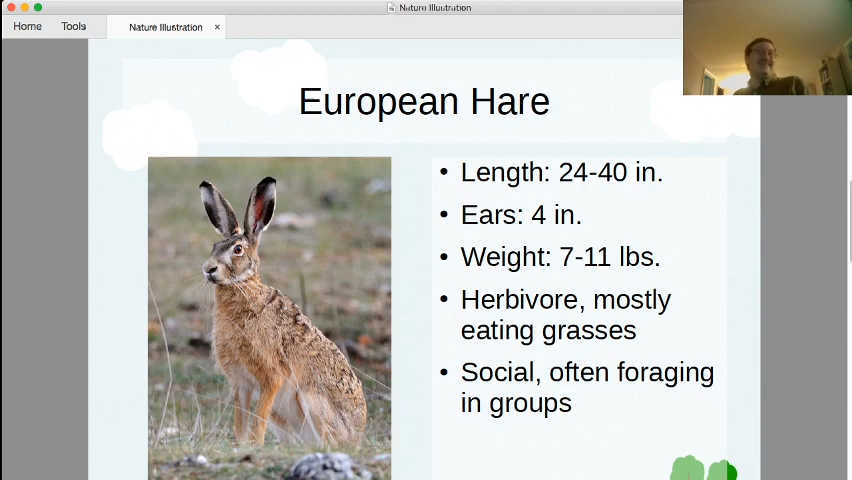 Nature Illustration
Home Tools Nature Illustration ×
European Hare
• Length: 24-40 in.
• Ears: 4 in.
• Weight: 7-11 lbs.
• Herbivore, mostly
eating grasses
• Social, often foraging
in groups